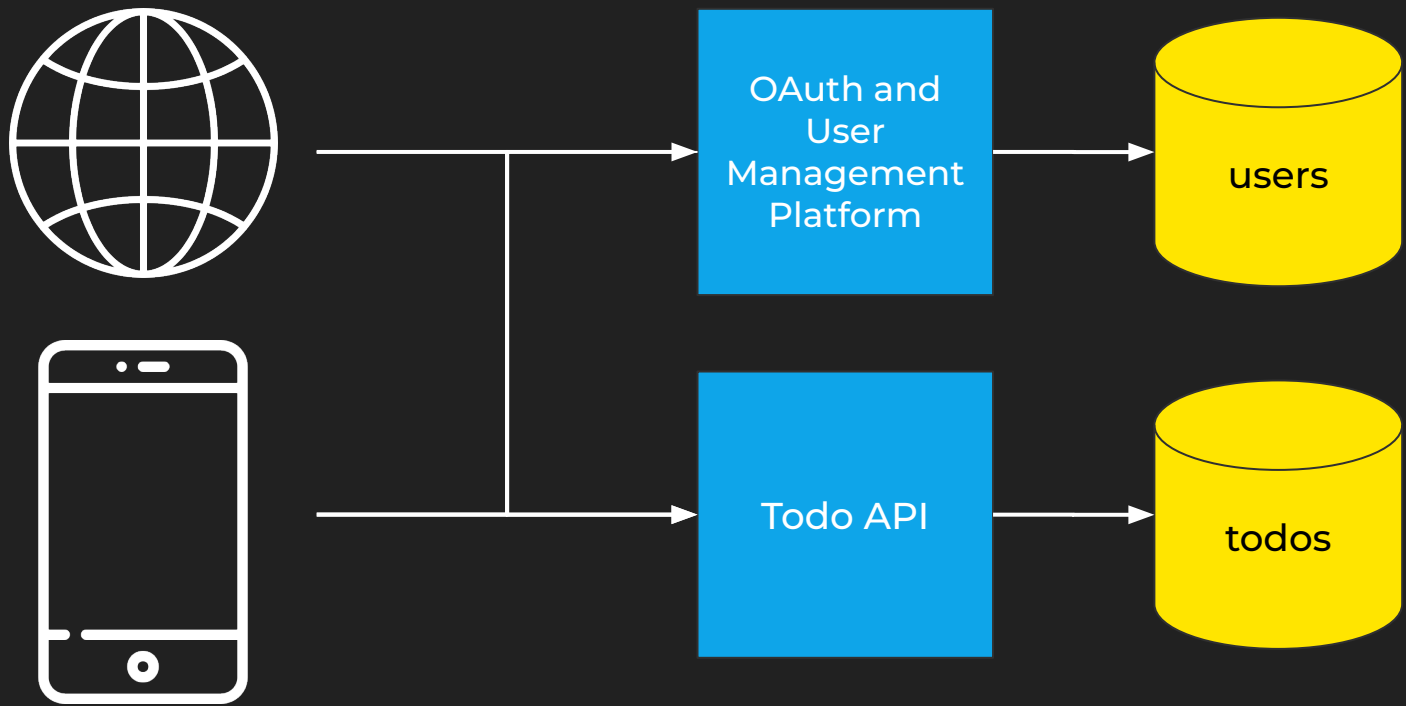 OAuth and
User
Management
Platform
users
Todo API
todos